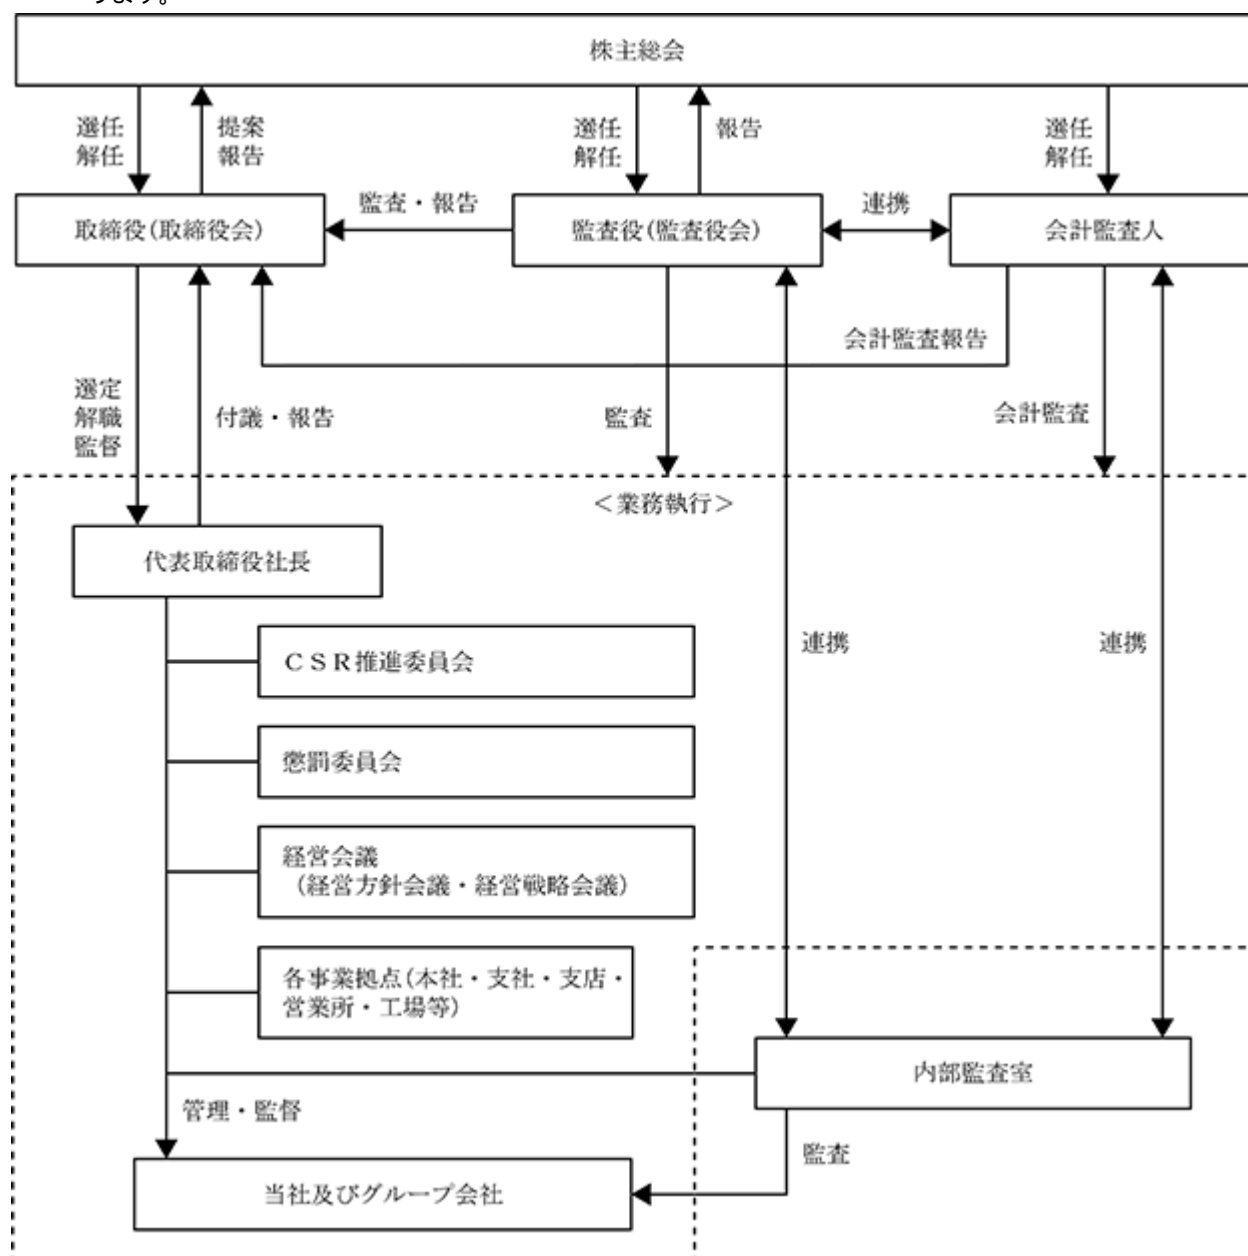 ります。
株主総会
選任
解任
提案
報告
選任
解任
報告
選任
解任
取締役(取締役会)
監査・報告
監査役(監査役会)
連携
会計監査人
会計監査報告
選定
解職
監督
付議・報告
監査
会計監査
＜業務執行＞
代表取締役社長
ＣＳＲ推進委員会
連携
連携
懲罰委員会
経営会議
（経営方針会議・経営戦略会議）
各事業拠点(本社・支社・支店・
営業所・工場等)
内部監査室
管理・監督
監査
当社及びグループ会社